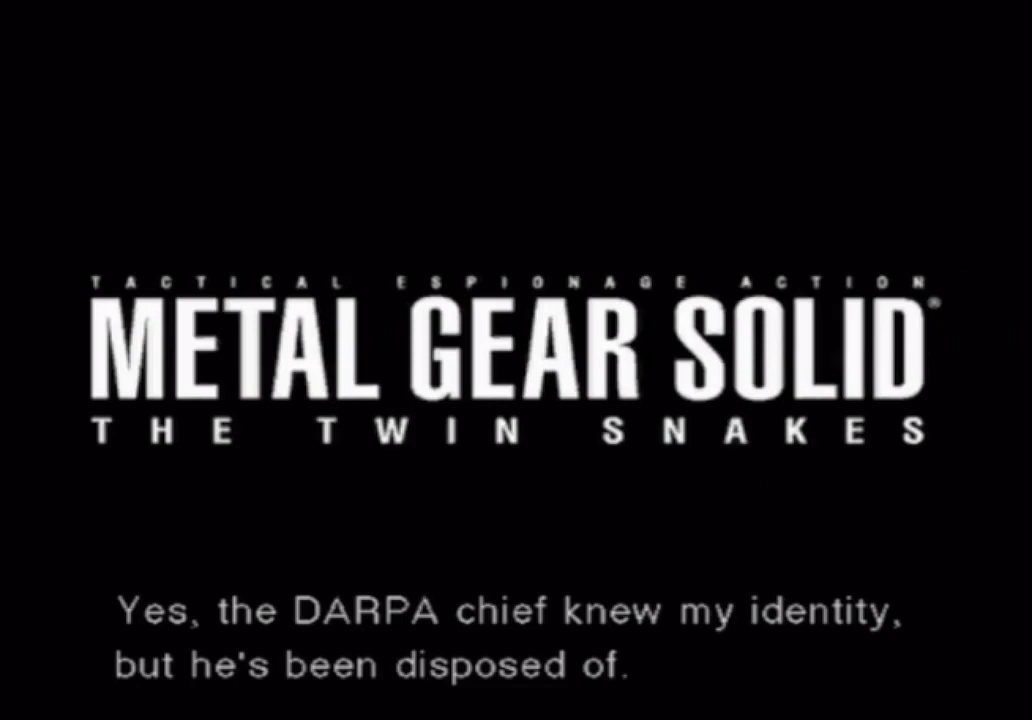 TACTICAL ESPIONAGE ACTION
METAL GEAR SOLID®
THE TWIN SNAKES
Yes, the DARPA chief knew my identity,
but he's been disposed of.